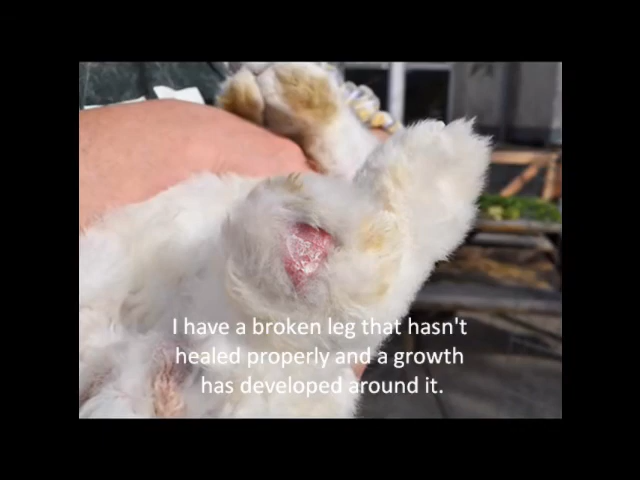 I have a broken leg that hasn't
healed properly and a growth
has developed around it.